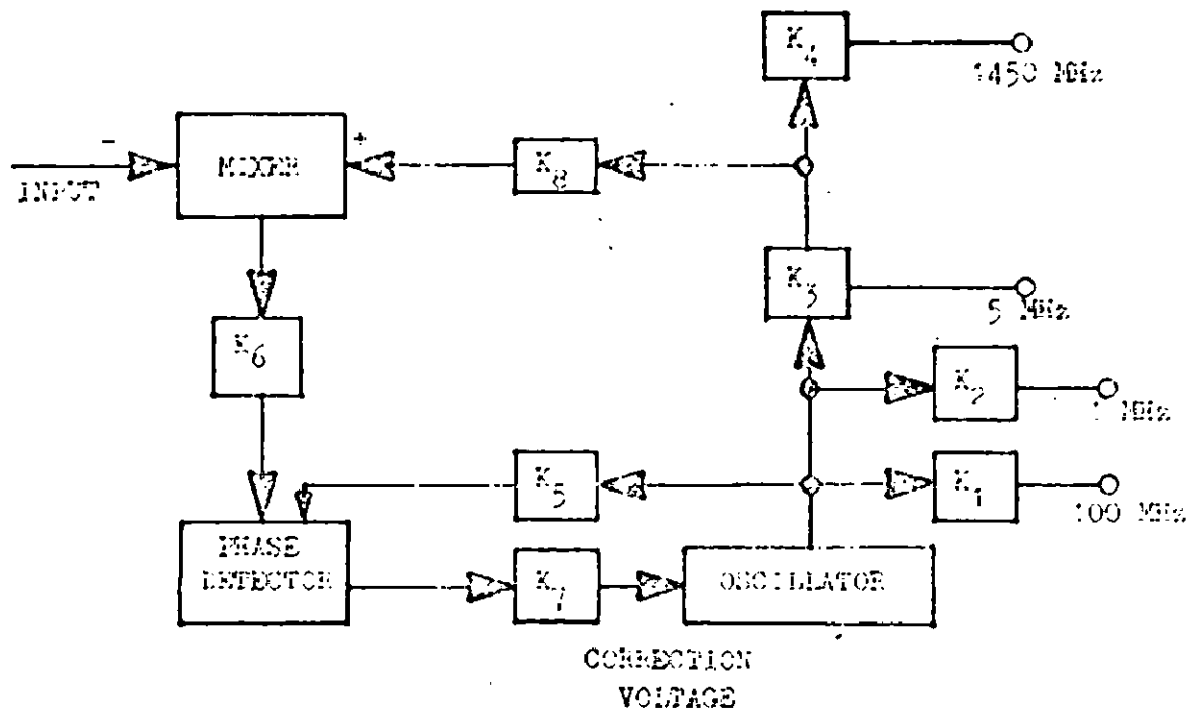 K4
1450 MHz
-
MIXER
+
K8
INPUT
K3
5 MHz
K6
K2
1 MHz
K5
K1
100 MHz
PHASE
DETECTOR
K7
OSCILLATOR
CORRECTION
VOLTAGE